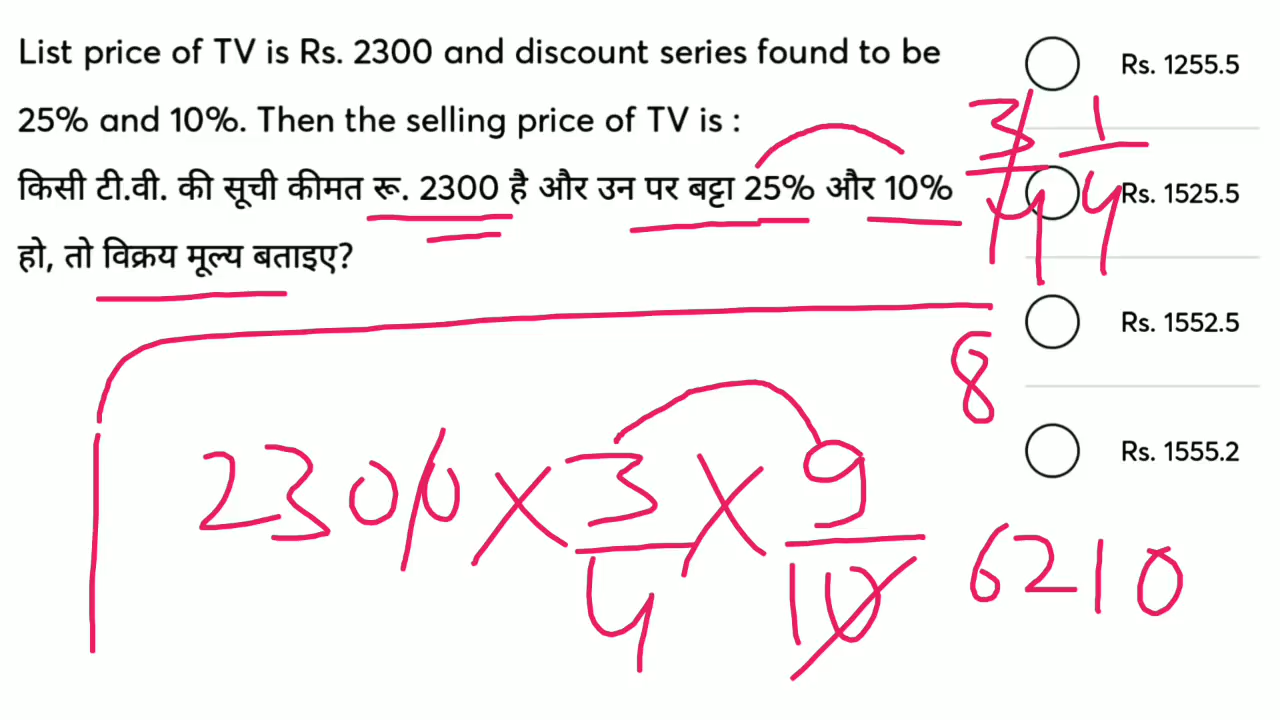 List price of TV is Rs. 2300 and discount series found to be
25% and 10%. Then the selling price of TV is :
किसी टी.वी. की सूची कीमत रू. 2300 है और उन पर बट्टा 25% और 10%
हो, तो विक्रय मूल्य बताइए?
Rs. 1255.5
3/4 1/4
Rs. 1525.5
Rs. 1552.5
8
Rs. 1555.2
2300 × 3/4 × 9/10
6210